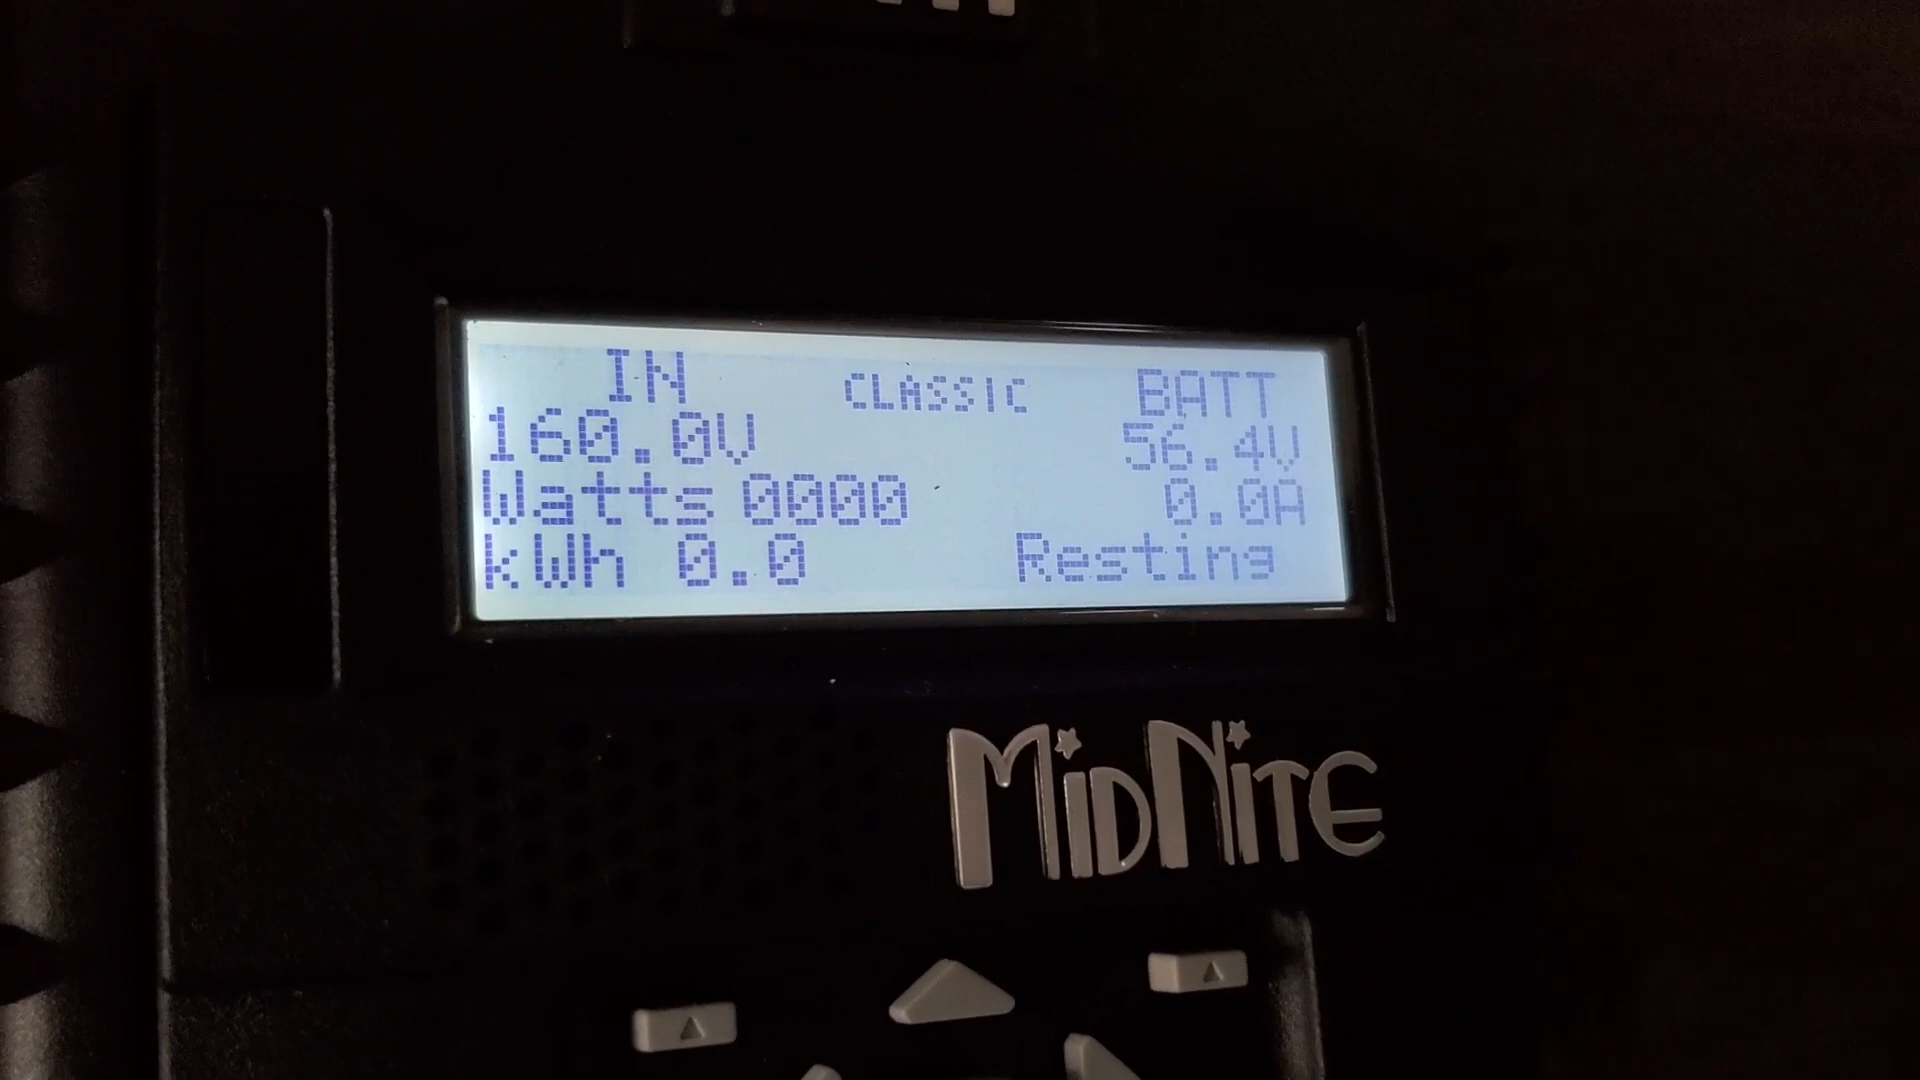 IN CLASSIC BATT
160.0V 56.4V
Watts 0000 0.0A
kWh 0.0 Resting
MIDNITE